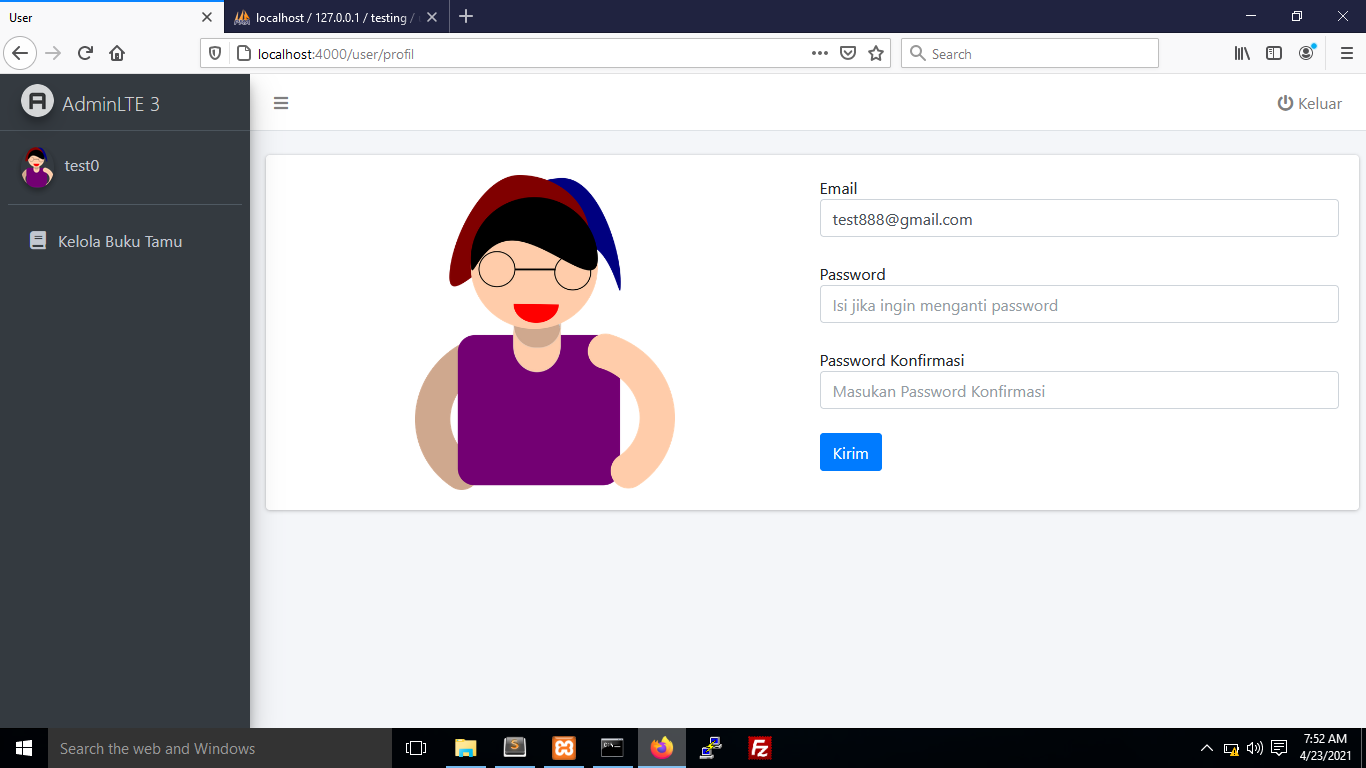 User
localhost / 127.0.0.1 / testing /
localhost:4000/user/profil
Search
AdminLTE 3
Keluar
test0
Kelola Buku Tamu
Email
test888@gmail.com
Password
Isi jika ingin menganti password
Password Konfirmasi
Masukan Password Konfirmasi
Kirim
Search the web and Windows
7:52 AM
4/23/2021